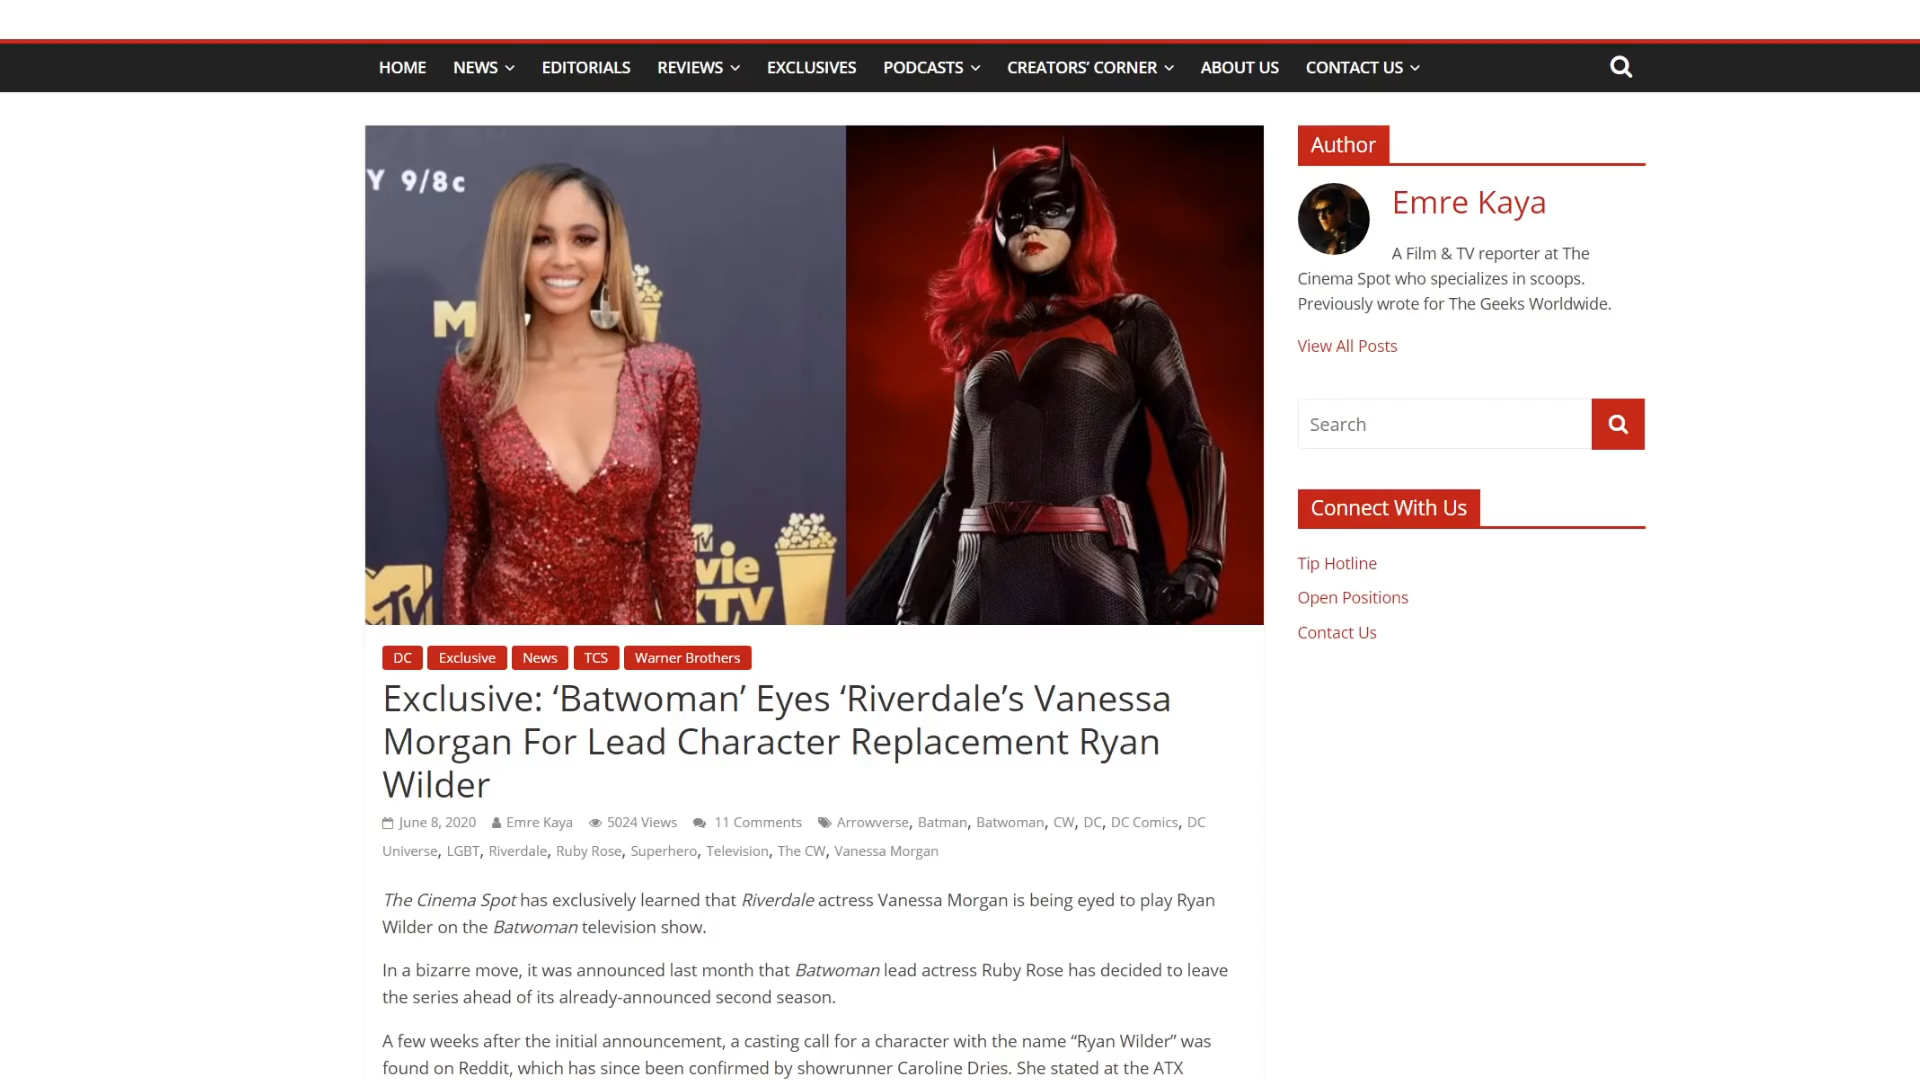 HOME NEWS EDITORIALS REVIEWS EXCLUSIVES PODCASTS CREATORS’ CORNER ABOUT US CONTACT US
Y 9/8c
M
MTV
MTV
vie
&TV
DC Exclusive News TCS Warner Brothers
Exclusive: ‘Batwoman’ Eyes ‘Riverdale’s Vanessa
Morgan For Lead Character Replacement Ryan
Wilder
June 8, 2020 Emre Kaya 5024 Views 11 Comments Arrowverse, Batman, Batwoman, CW, DC, DC Comics, DC
Universe, LGBT, Riverdale, Ruby Rose, Superhero, Television, The CW, Vanessa Morgan
The Cinema Spot has exclusively learned that Riverdale actress Vanessa Morgan is being eyed to play Ryan
Wilder on the Batwoman television show.
In a bizarre move, it was announced last month that Batwoman lead actress Ruby Rose has decided to leave
the series ahead of its already-announced second season.
A few weeks after the initial announcement, a casting call for a character with the name “Ryan Wilder” was
found on Reddit, which has since been confirmed by showrunner Caroline Dries. She stated at the ATX
Author
Emre Kaya
A Film & TV reporter at The
Cinema Spot who specializes in scoops.
Previously wrote for The Geeks Worldwide.
View All Posts
Search
Connect With Us
Tip Hotline
Open Positions
Contact Us